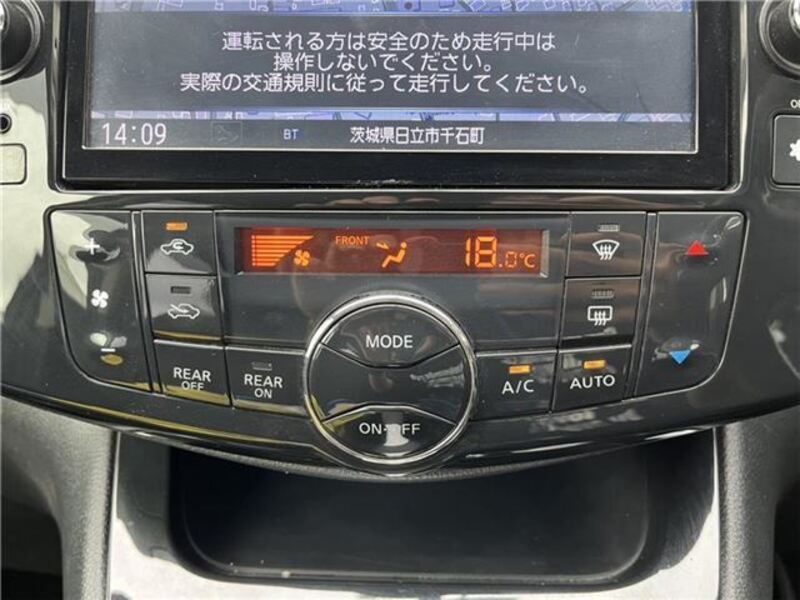 運転される方は安全のため走行中は
操作しないでください。
実際の交通規則に従って走行してください。
14:09 BT 茨城県日立市千石町
FRONT 18.0℃
MODE
REAR OFF
REAR ON
A/C
AUTO
ON・OFF